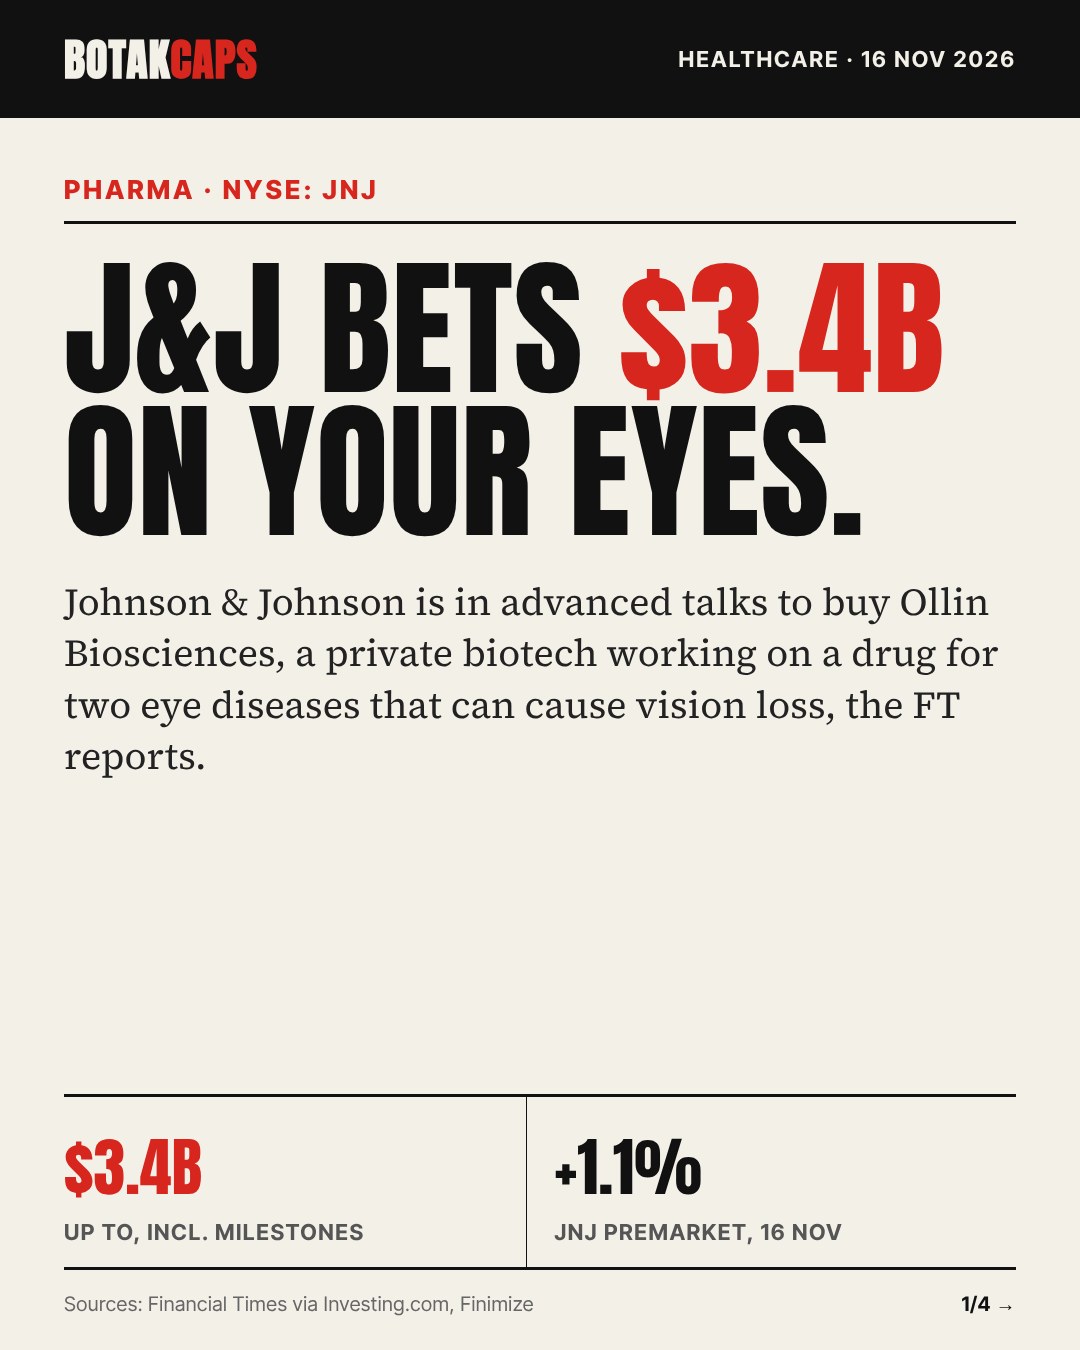 BOTAKCAPS
HEALTHCARE · 16 NOV 2026
PHARMA · NYSE: JNJ
J&J BETS $3.4B
ON YOUR EYES.
Johnson & Johnson is in advanced talks to buy Ollin
Biosciences, a private biotech working on a drug for
two eye diseases that can cause vision loss, the FT
reports.
$3.4B
UP TO, INCL. MILESTONES
+1.1%
JNJ PREMARKET, 16 NOV
Sources: Financial Times via Investing.com, Finimize
1/4 →